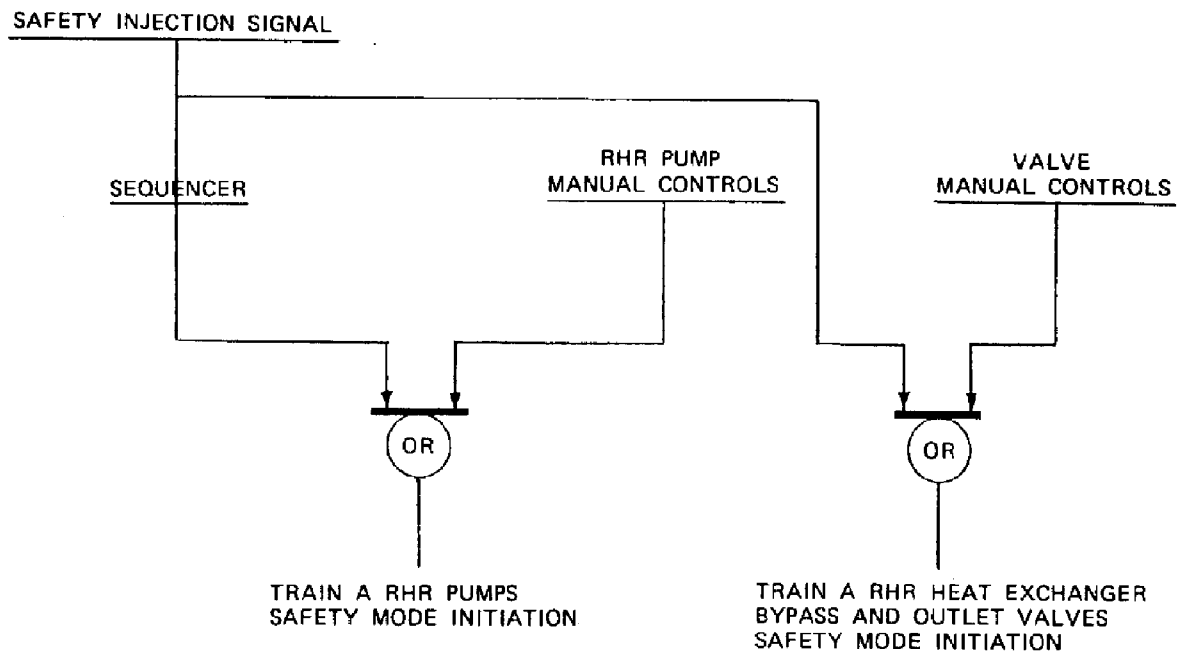 SAFETY INJECTION SIGNAL
SEQUENCER
RHR PUMP
MANUAL CONTROLS
VALVE
MANUAL CONTROLS
OR
OR
TRAIN A RHR PUMPS
SAFETY MODE INITIATION
TRAIN A RHR HEAT EXCHANGER
BYPASS AND OUTLET VALVES
SAFETY MODE INITIATION